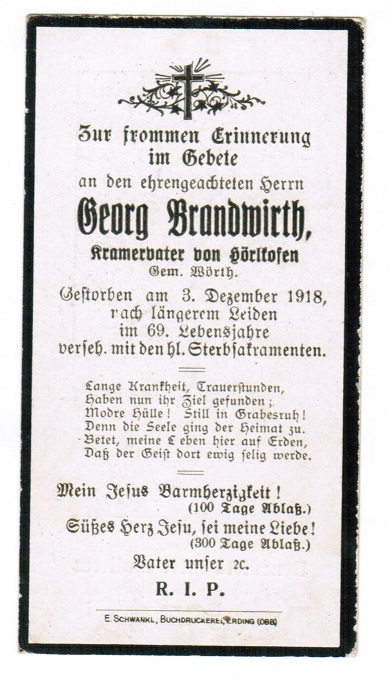 Zur frommen Erinnerung
im Gebete
an den ehrengeachteten Herrn
Georg Brandwirth,
Kramervater von Hörlkofen
Gem. Wörth.
Gestorben am 3. Dezember 1918,
nach längerem Leiden
im 69. Lebensjahre
verseh. mit den hl. Sterbsakramenten.
Lange Krankheit, Trauerstunden,
Haben nun ihr Ziel gefunden;
Modre Hülle! Still in Grabesruh!
Denn die Seele ging der Heimat zu.
Betet, meine Leben hier auf Erden,
Daß der Geist dort ewig selig werde.
Mein Jesus Barmherzigkeit!
(100 Tage Ablaß.)
Süßes Herz Jesu, sei meine Liebe!
(300 Tage Ablaß.)
Vater unser ꝛc.
R. I. P.
E. Schwankl, Buchdruckerei, Erding (Obb)